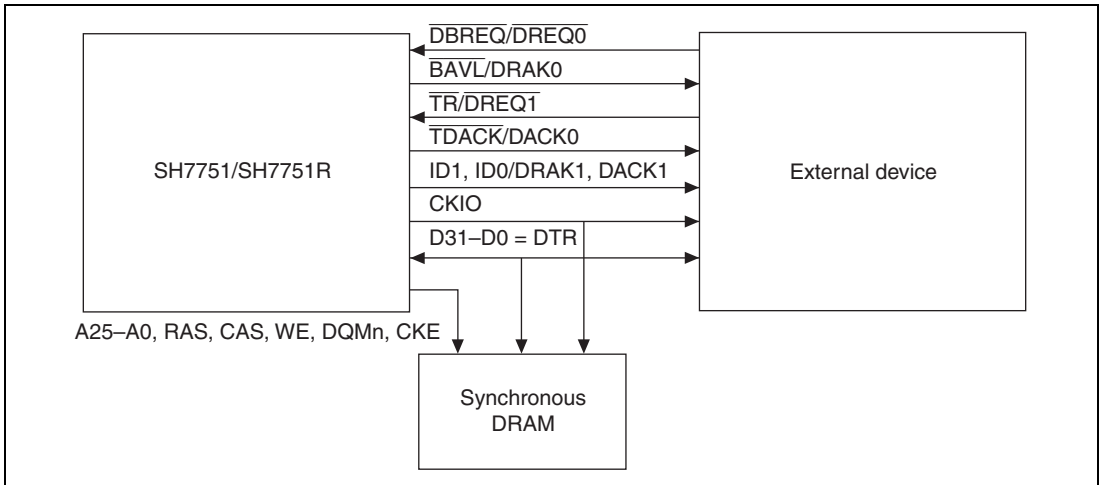 DBREQ/DREQ0
BAVL/DRAK0
TR/DREQ1
TDACK/DACK0
SH7751/SH7751R
ID1, ID0/DRAK1, DACK1
External device
CKIO
D31–D0 = DTR
A25–A0, RAS, CAS, WE, DQMn, CKE
Synchronous
DRAM